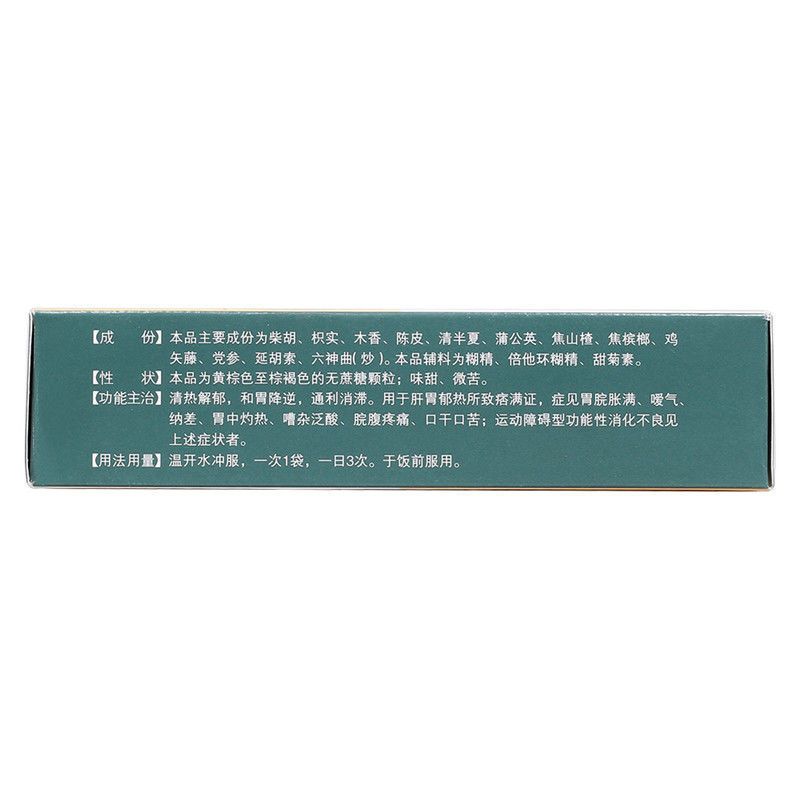 【成　份】本品主要成份为柴胡、枳实、木香、陈皮、清半夏、蒲公英、焦山楂、焦槟榔、鸡
矢藤、党参、延胡索、六神曲(炒)。本品辅料为糊精、倍他环糊精、甜菊素。
【性　状】本品为黄棕色至棕褐色的无蔗糖颗粒；味甜、微苦。
【功能主治】清热解郁，和胃降逆，通利消滞。用于肝胃郁热所致痞满证，症见胃脘胀满、嗳气、
纳差、胃中灼热、嘈杂泛酸、脘腹疼痛、口干口苦；运动障碍型功能性消化不良见
上述症状者。
【用法用量】温开水冲服，一次1袋，一日3次。于饭前服用。